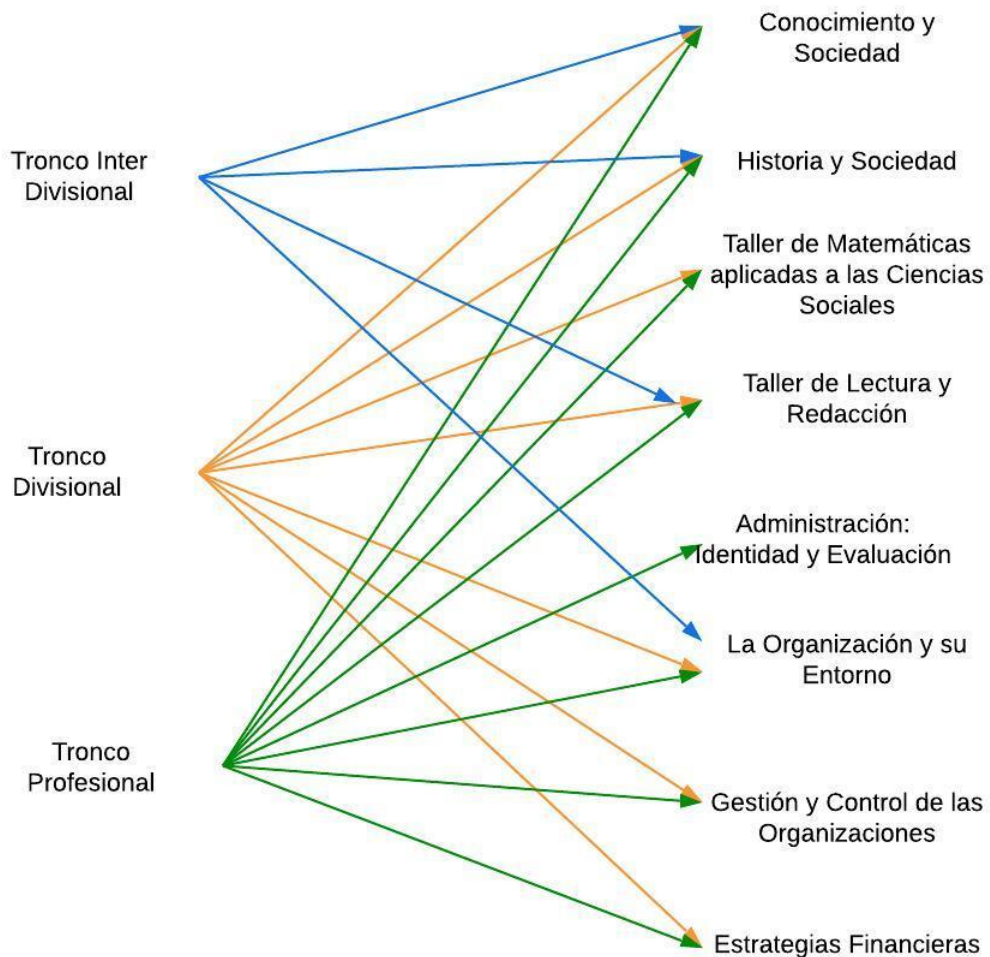 Tronco Inter
Divisional
Tronco
Divisional
Tronco
Profesional
Conocimiento y
Sociedad
Historia y Sociedad
Taller de Matemáticas
aplicadas a las Ciencias
Sociales
Taller de Lectura y
Redacción
Administración:
Identidad y Evaluación
La Organización y su
Entorno
Gestión y Control de las
Organizaciones
Estrategias Financieras